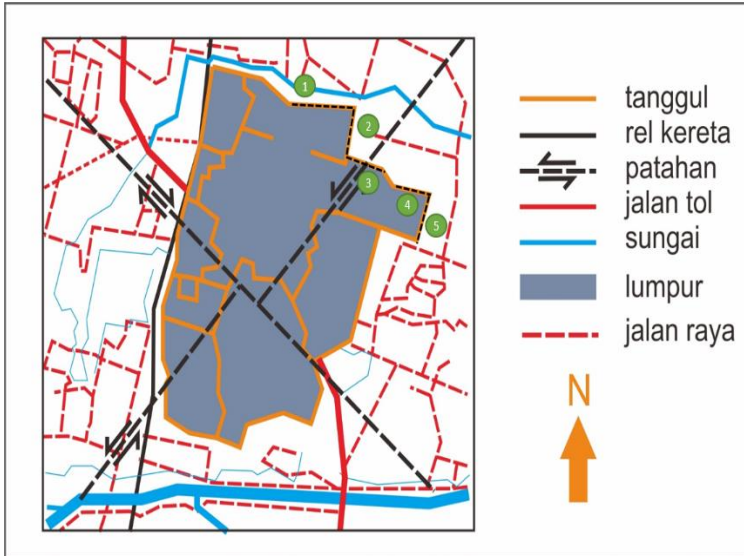 1
2
3
4
5
tanggul
rel kereta
patahan
jalan tol
sungai
lumpur
jalan raya
N